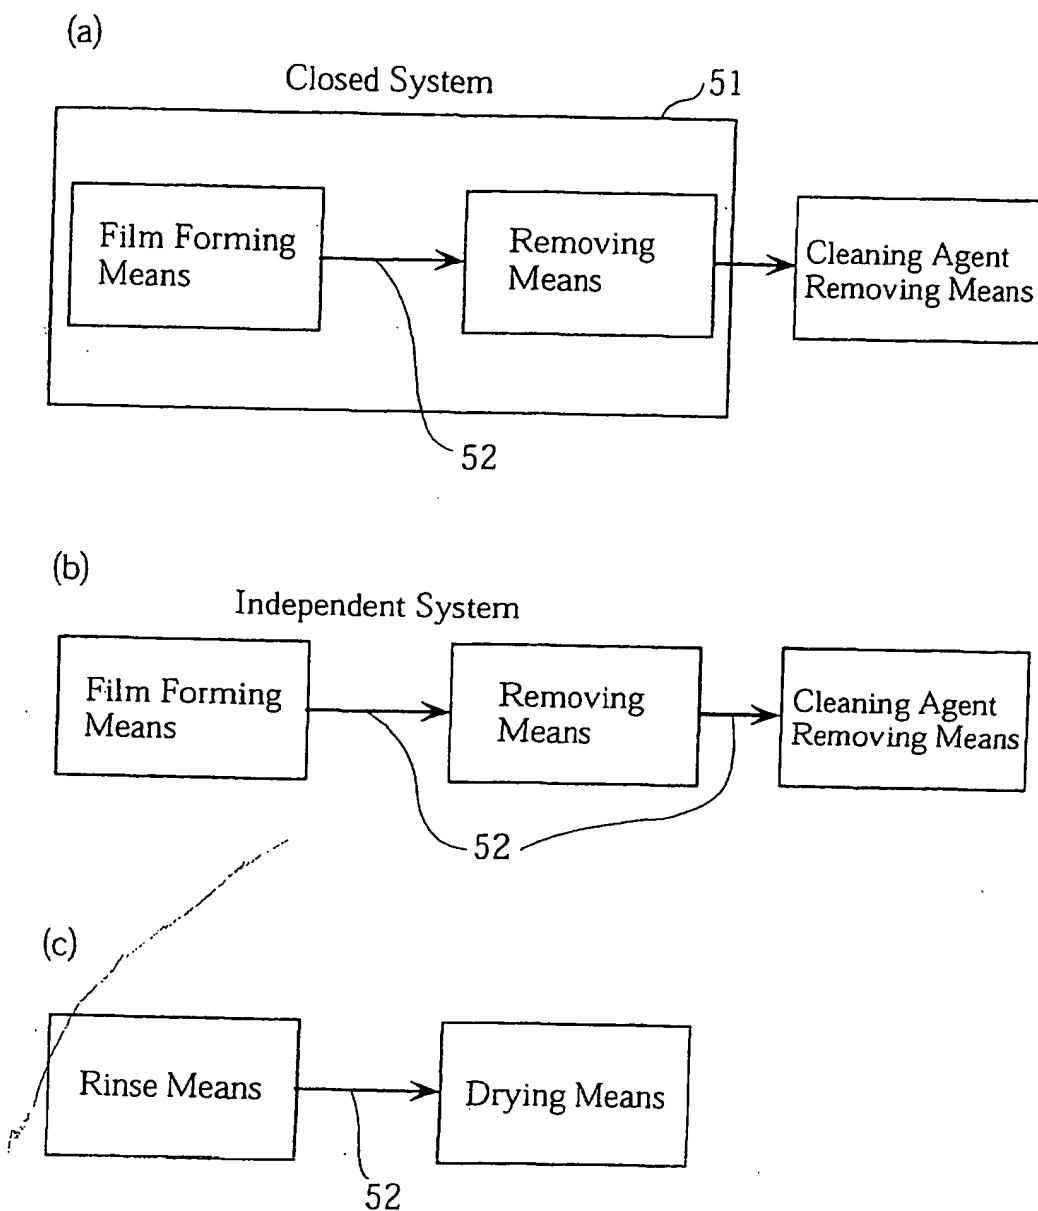 (a)
Closed System
51
Film Forming
Means
Removing
Means
Cleaning Agent
Removing Means
52
(b)
Independent System
Film Forming
Means
Removing
Means
Cleaning Agent
Removing Means
52
(c)
Rinse Means
Drying Means
52